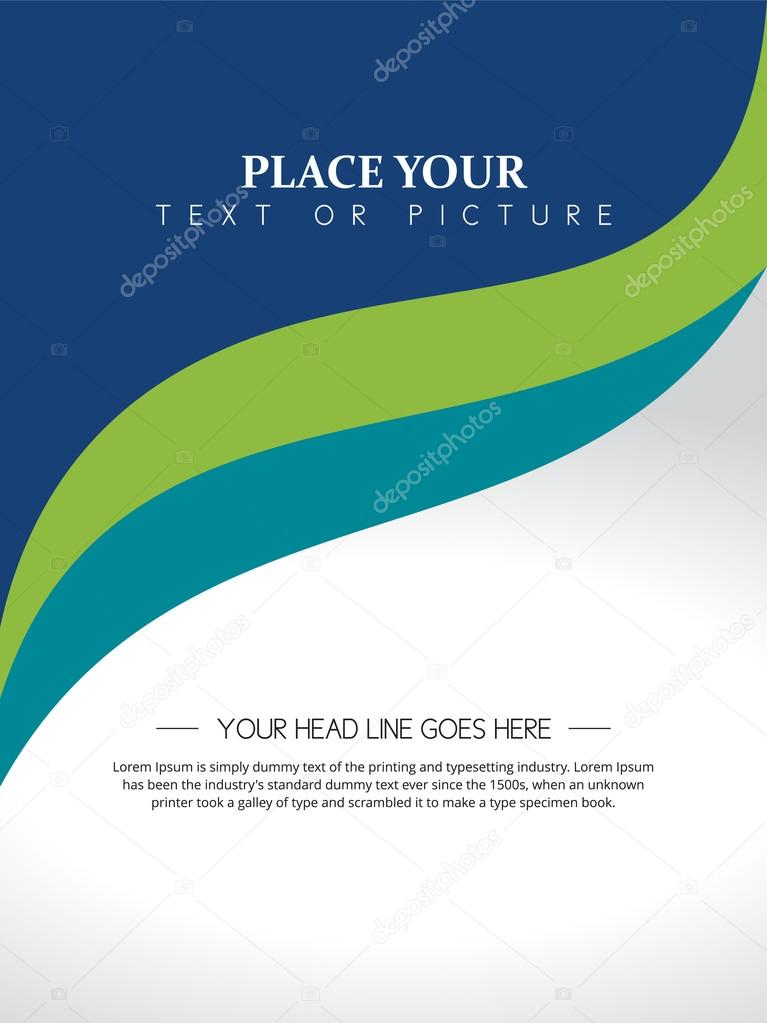 PLACE YOUR
TEXT OR PICTURE
YOUR HEAD LINE GOES HERE
Lorem Ipsum is simply dummy text of the printing and typesetting industry. Lorem Ipsum
has been the industry's standard dummy text ever since the 1500s, when an unknown
printer took a galley of type and scrambled it to make a type specimen book.
depositphotos
depositphotos
depositphotos
depositphotos
depositphotos
depositphotos
depositphotos